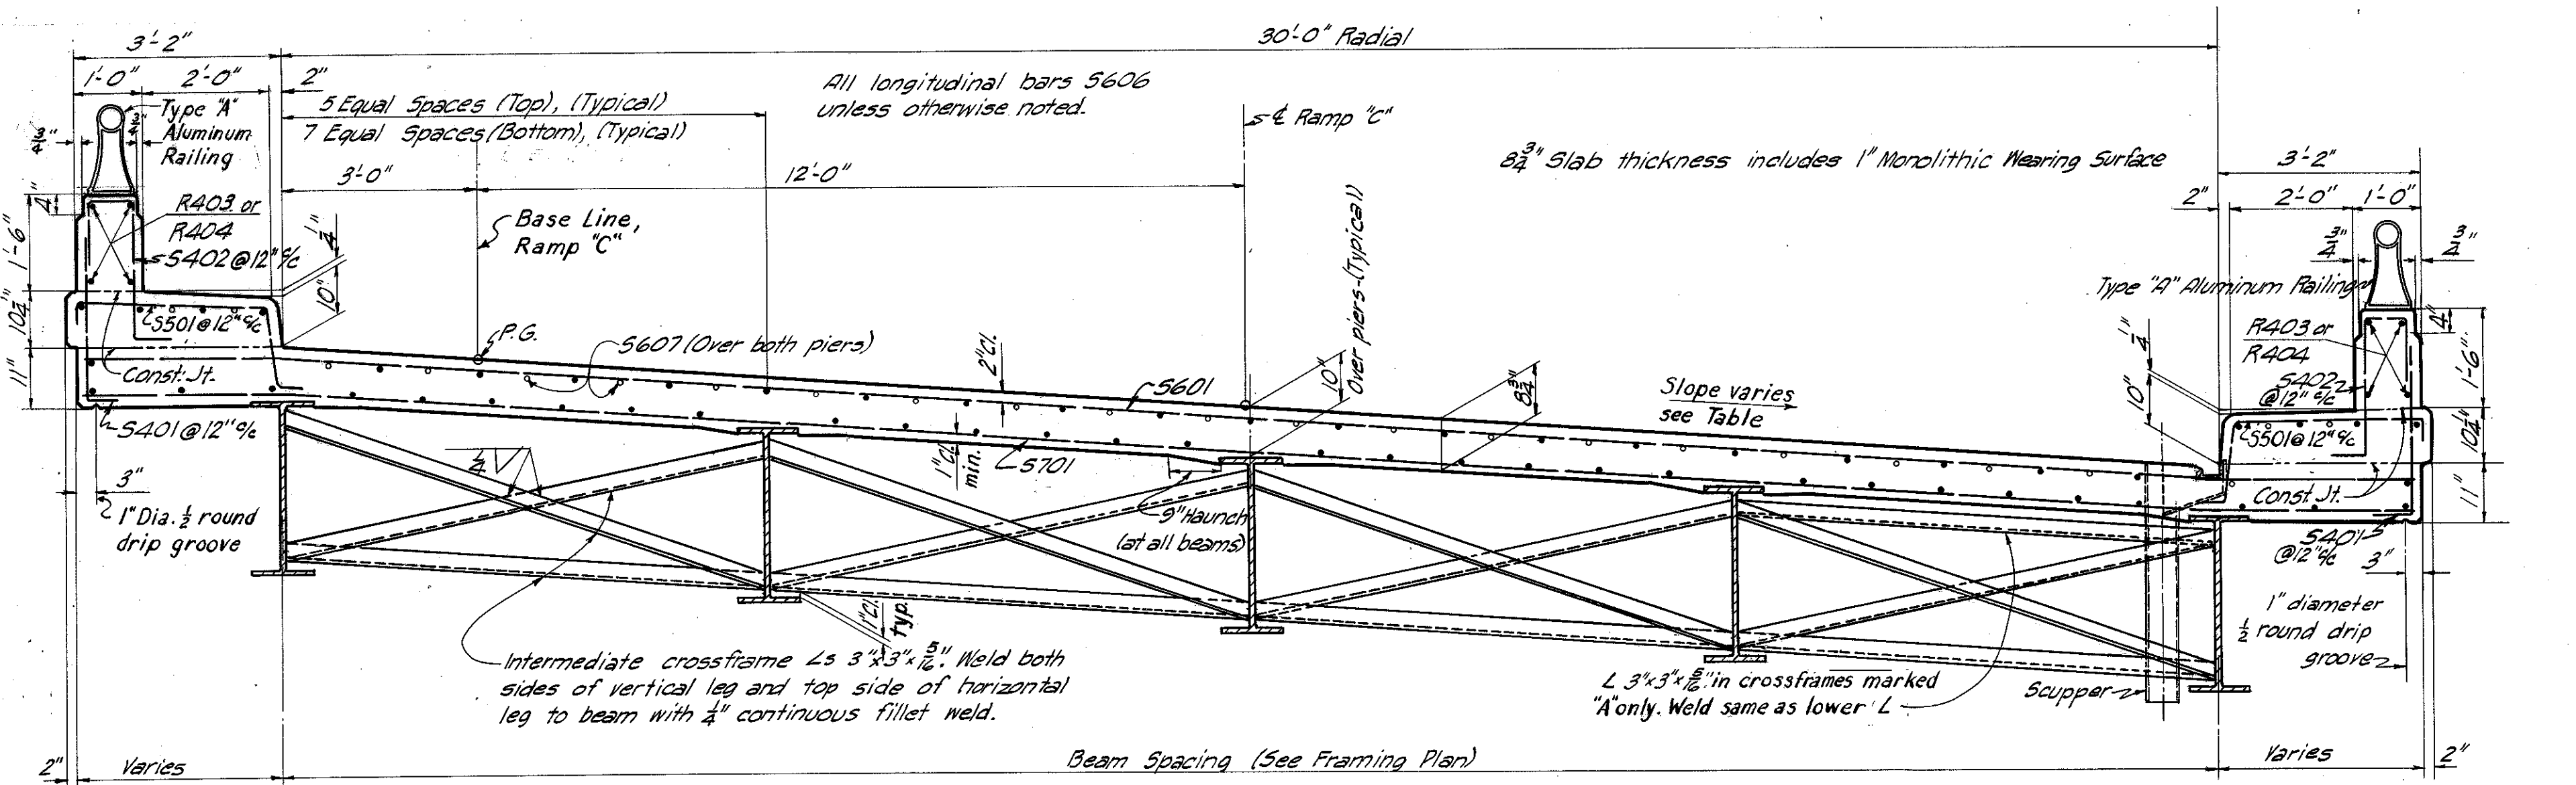 3'-2"
30'-0" Radial
1'-0"
2'-0"
2"
All longitudinal bars S606
unless otherwise noted.
5 Equal Spaces (Top), (Typical)
7 Equal Spaces (Bottom), (Typical)
Type "A"
Aluminum
Railing
3/4"
3/4"
℄ Ramp "C"
8 3/4" Slab thickness includes 1" Monolithic Wearing Surface
3'-2"
3'-0"
12'-0"
2"
2'-0"
1'-0"
4"
1'-6"
10 1/4"
11"
R403 or
R404
S402@12" c/c
1/4"
10"
Base Line,
Ramp "C"
Over piers-(Typical)
10"
3/4"
3/4"
Type "A" Aluminum Railing
S501@12" c/c
P.G.
S607 (Over both piers)
2"Cl.
S601
8 3/4"
Slope varies
see Table
1/4"
10"
R403 or
R404
S402
@12" c/c
4"
1'-6"
10 1/4"
11"
Const. Jt.
S401@12" c/c
1/4
1"Cl.
min.
S701
S501@12" c/c
Const. Jt.
3"
1" Dia. 1/2 round
drip groove
9" Haunch
(at all beams)
S401
@12" c/c
3"
1"Cl.
typ.
1" diameter
1/2 round drip
groove
Intermediate crossframe Ls 3"x3"x5/16". Weld both
sides of vertical leg and top side of horizontal
leg to beam with 1/4" continuous fillet weld.
L 3"x3"x5/16" in crossframes marked
"A" only. Weld same as lower L
Scupper
2"
Varies
Beam Spacing (See Framing Plan)
Varies
2"